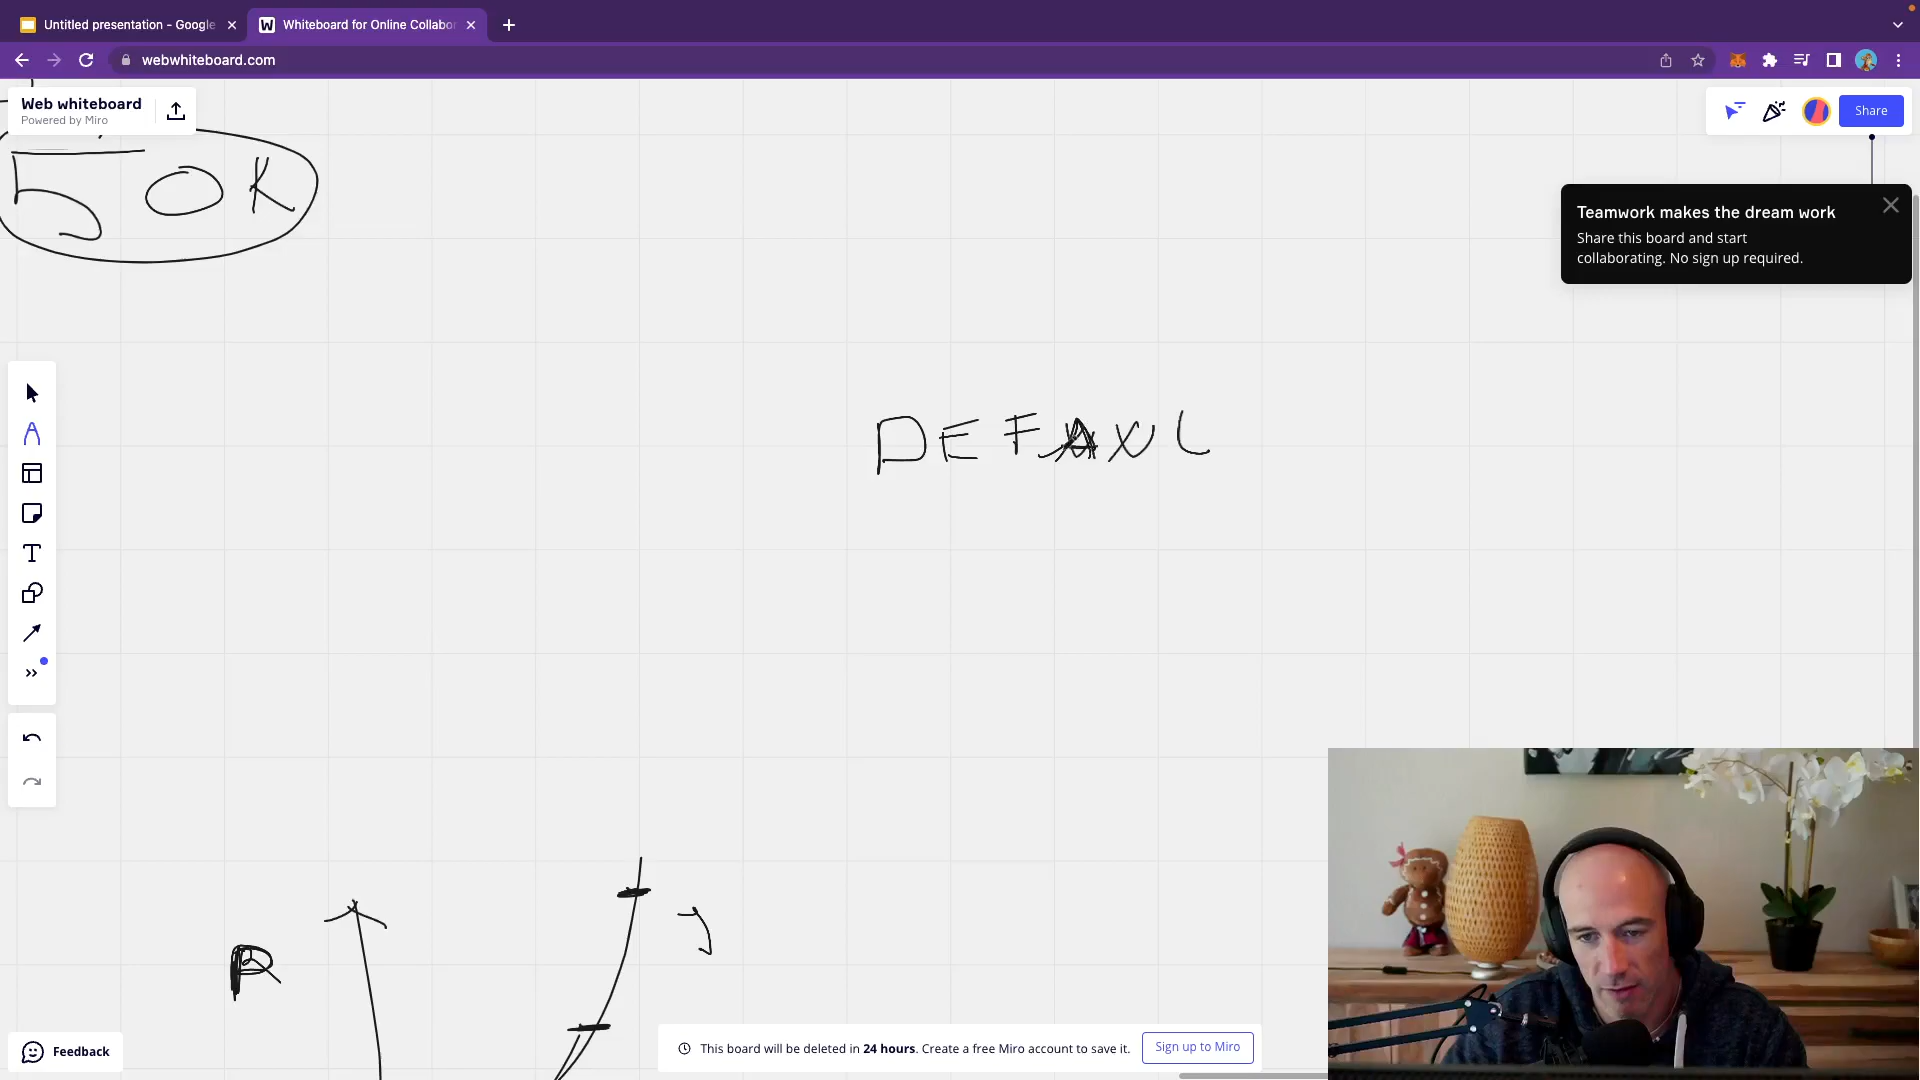 Untitled presentation - Google
Whiteboard for Online Collabor
webwhiteboard.com
Web whiteboard
Powered by Miro
Share
50K
Teamwork makes the dream work
Share this board and start
collaborating. No sign up required.
DEFAUL
R
This board will be deleted in 24 hours. Create a free Miro account to save it.
Sign up to Miro
Feedback